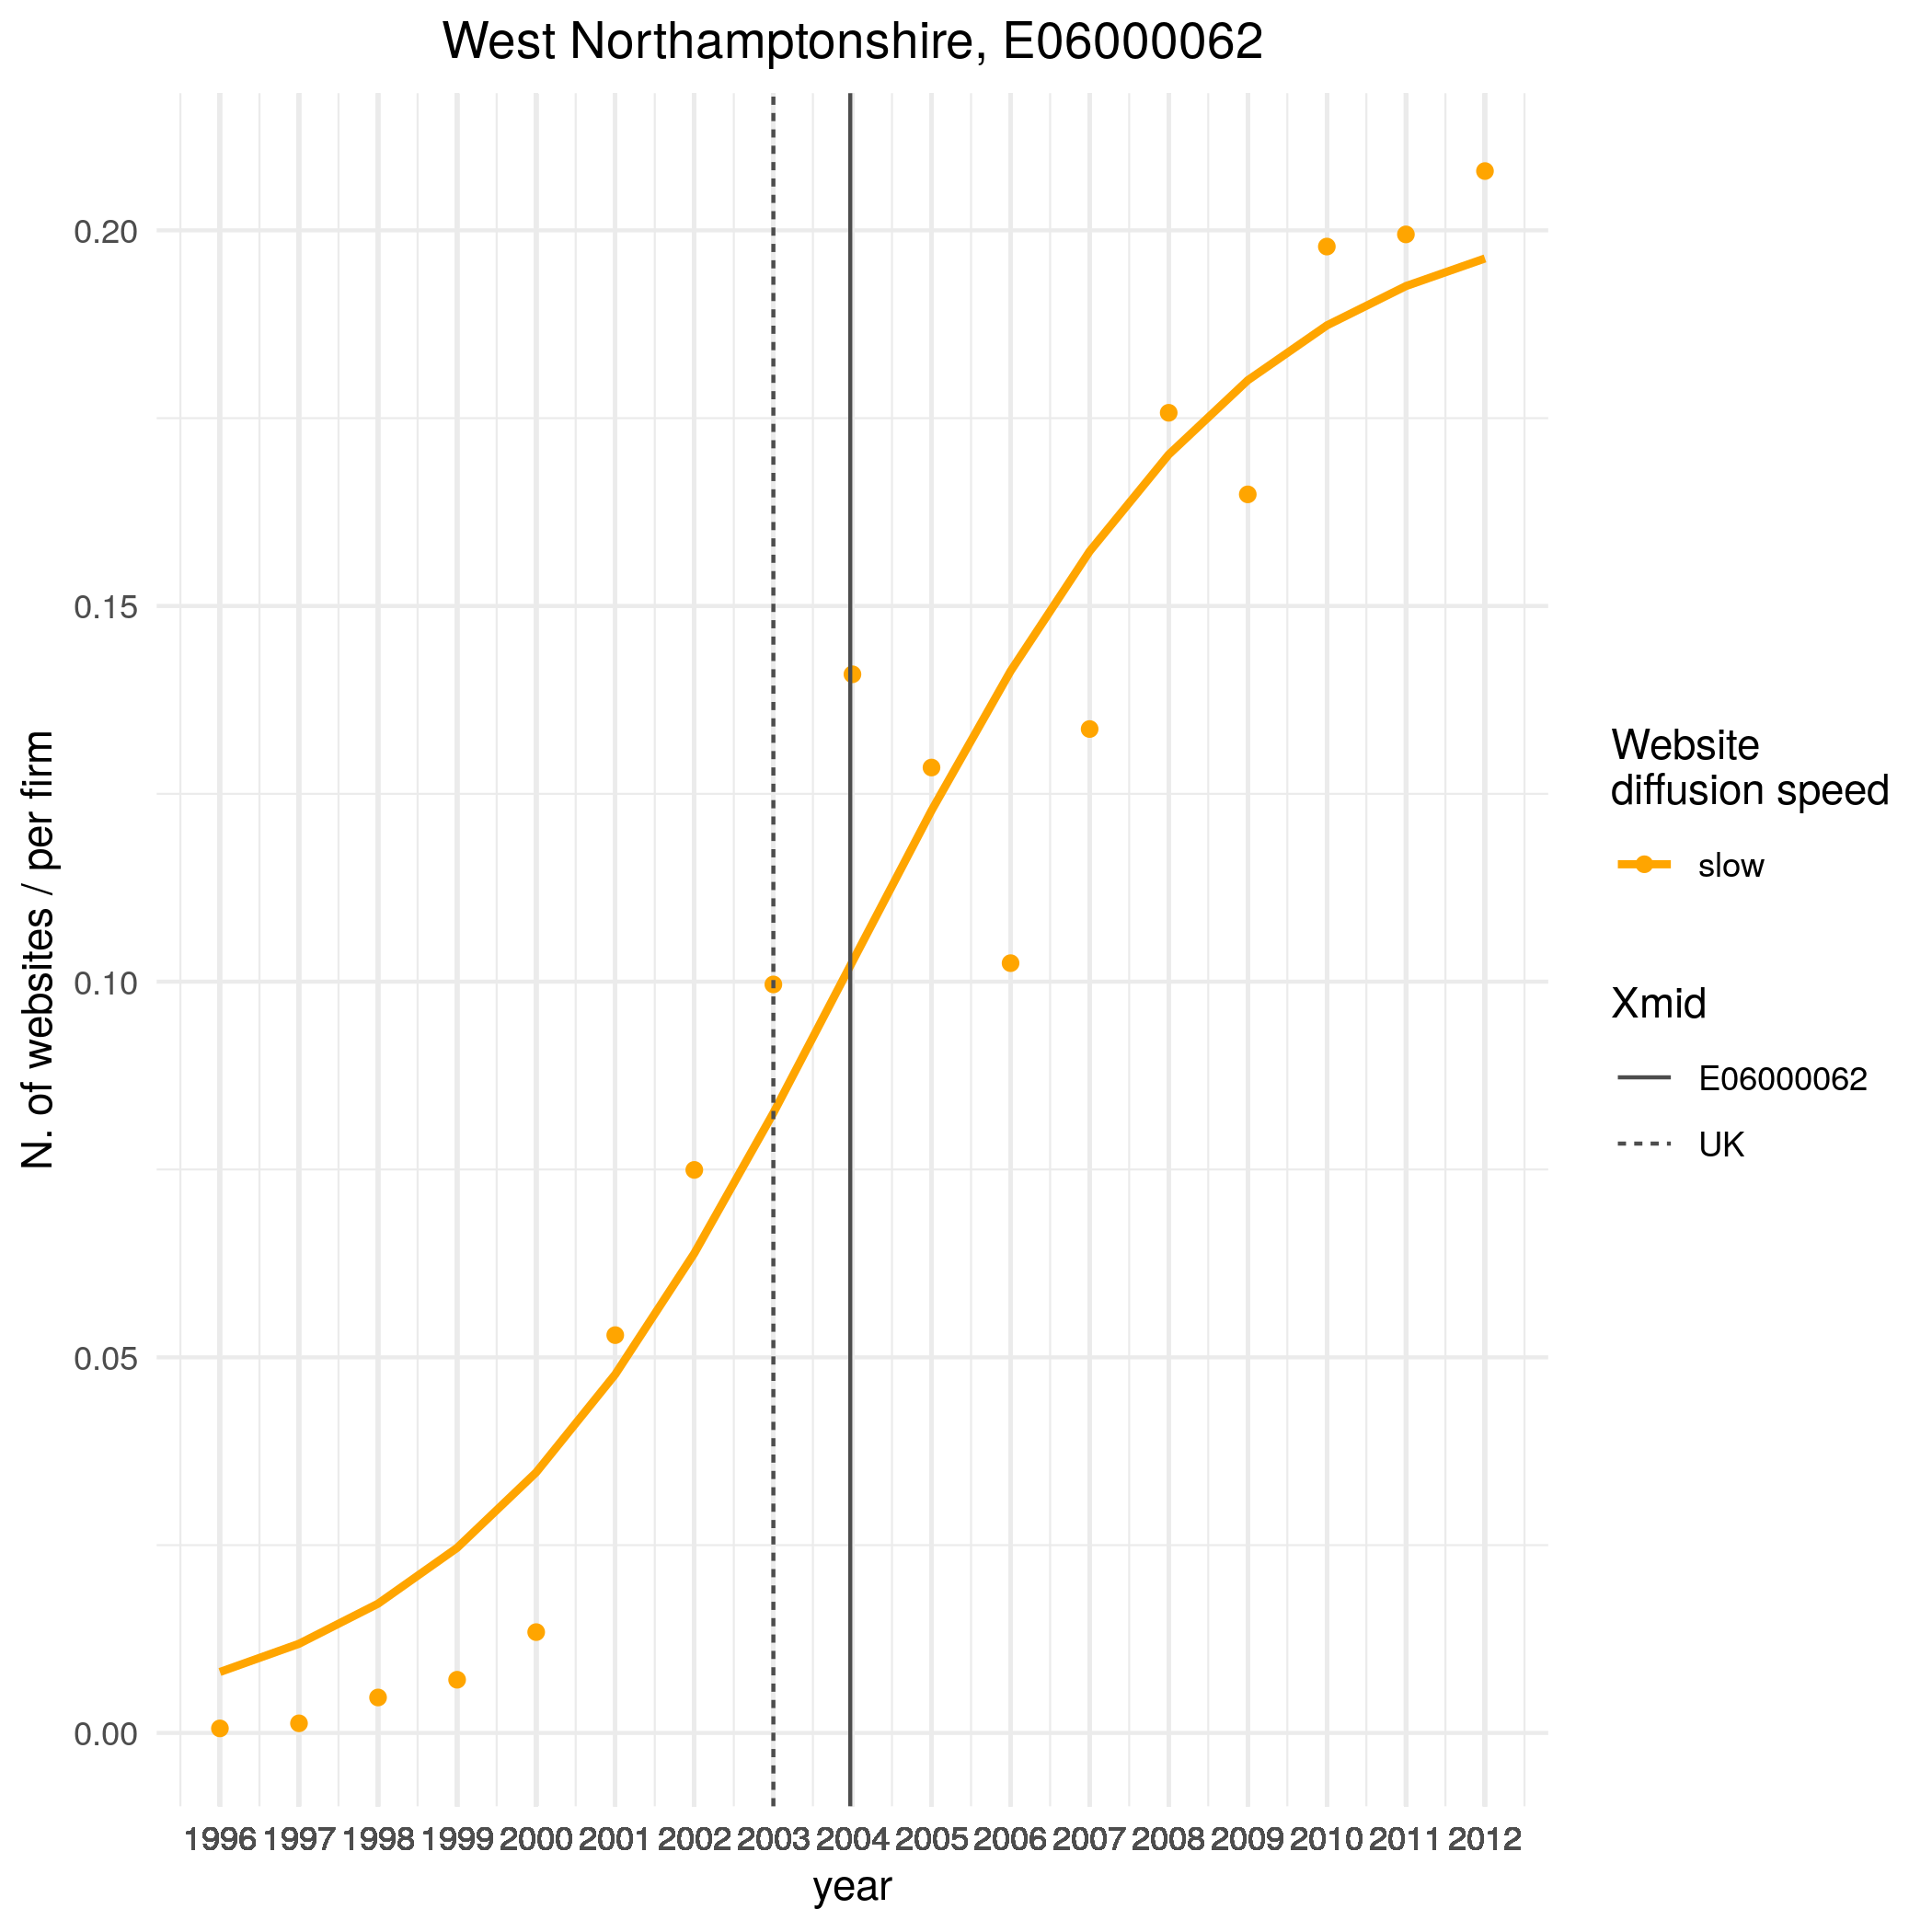 West Northamptonshire, E06000062
0.20
0.15
0.10
0.05
0.00
N. of websites / per firm
1996 1997 1998 1999 2000 2001 2002 2003 2004 2005 2006 2007 2008 2009 2010 2011 2012
year
Website
diffusion speed
slow
Xmid
E06000062
UK